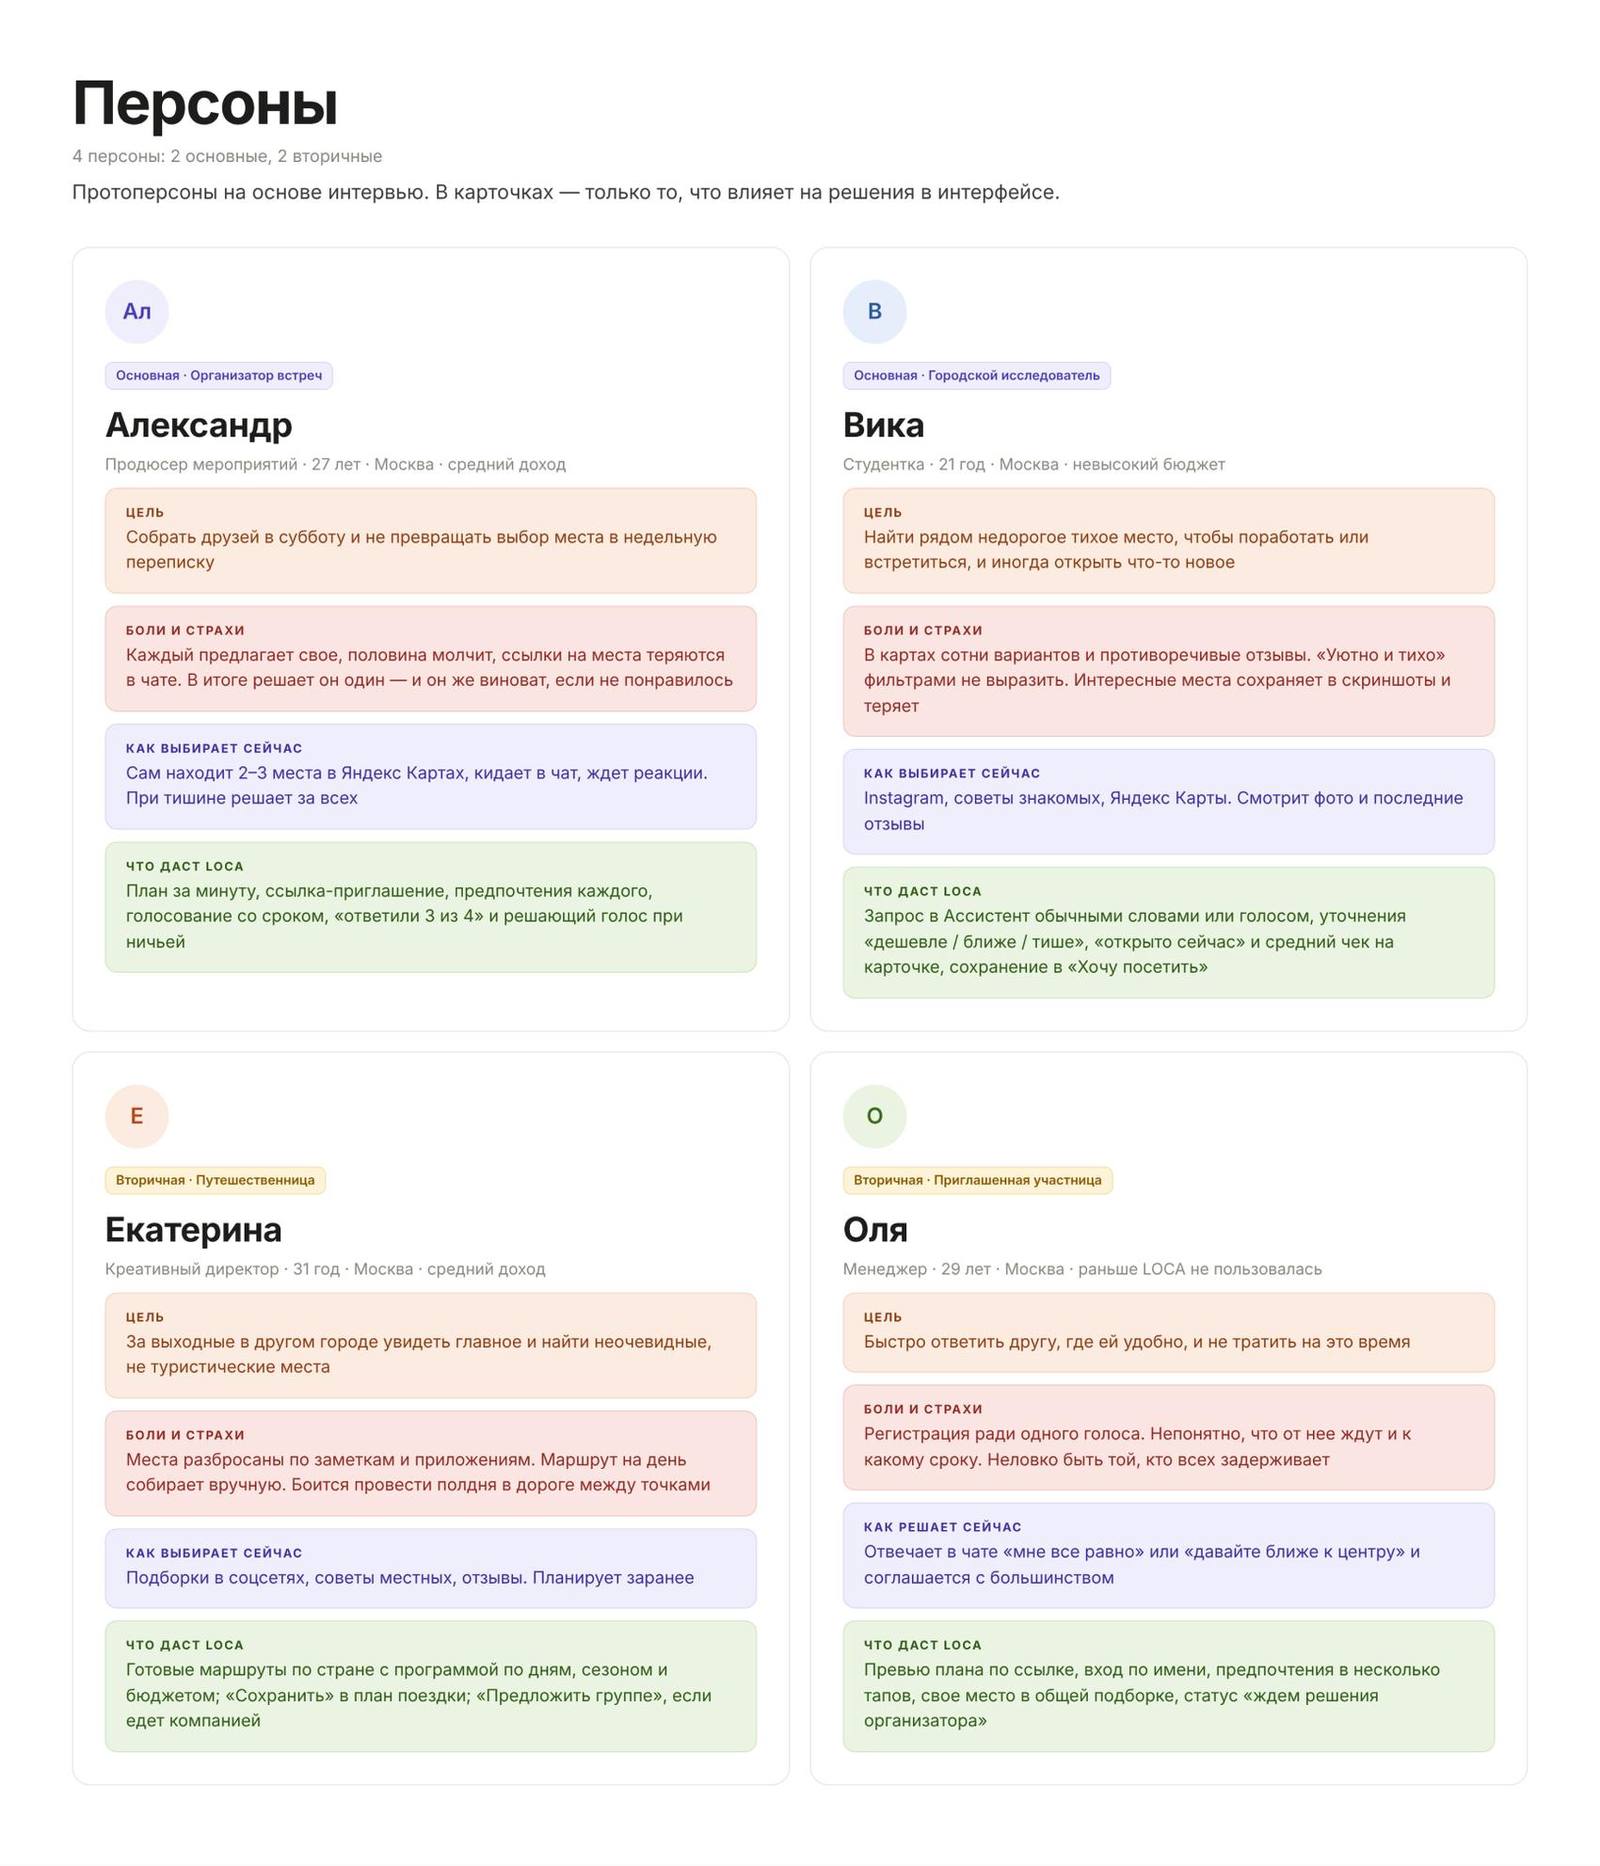 Персоны
4 персоны: 2 основные, 2 вторичные
Протоперсоны на основе интервью. В карточках — только то, что влияет на решения в интерфейсе.
Ал
Основная · Организатор встреч
Александр
Продюсер мероприятий · 27 лет · Москва · средний доход
ЦЕЛЬ
Собрать друзей в субботу и не превращать выбор места в недельную
переписку
БОЛИ И СТРАХИ
Каждый предлагает свое, половина молчит, ссылки на места теряются
в чате. В итоге решает он один — и он же виноват, если не понравилось
КАК ВЫБИРАЕТ СЕЙЧАС
Сам находит 2–3 места в Яндекс Картах, кидает в чат, ждет реакции.
При тишине решает за всех
ЧТО ДАСТ LOCA
План за минуту, ссылка-приглашение, предпочтения каждого,
голосование со сроком, «ответили 3 из 4» и решающий голос при
ничьей
В
Основная · Городской исследователь
Вика
Студентка · 21 год · Москва · невысокий бюджет
ЦЕЛЬ
Найти рядом недорогое тихое место, чтобы поработать или
встретиться, и иногда открыть что-то новое
БОЛИ И СТРАХИ
В картах сотни вариантов и противоречивые отзывы. «Уютно и тихо»
фильтрами не выразить. Интересные места сохраняет в скриншоты и
теряет
КАК ВЫБИРАЕТ СЕЙЧАС
Instagram, советы знакомых, Яндекс Карты. Смотрит фото и последние
отзывы
ЧТО ДАСТ LOCA
Запрос в Ассистент обычными словами или голосом, уточнения
«дешевле / ближе / тише», «открыто сейчас» и средний чек на
карточке, сохранение в «Хочу посетить»
Е
Вторичная · Путешественница
Екатерина
Креативный директор · 31 год · Москва · средний доход
ЦЕЛЬ
За выходные в другом городе увидеть главное и найти неочевидные,
не туристические места
БОЛИ И СТРАХИ
Места разбросаны по заметкам и приложениям. Маршрут на день
собирает вручную. Боится провести полдня в дороге между точками
КАК ВЫБИРАЕТ СЕЙЧАС
Подборки в соцсетях, советы местных, отзывы. Планирует заранее
ЧТО ДАСТ LOCA
Готовые маршруты по стране с программой по дням, сезоном и
бюджетом; «Сохранить» в план поездки; «Предложить группе», если
едет компанией
О
Вторичная · Приглашенная участница
Оля
Менеджер · 29 лет · Москва · раньше LOCA не пользовалась
ЦЕЛЬ
Быстро ответить другу, где ей удобно, и не тратить на это время
БОЛИ И СТРАХИ
Регистрация ради одного голоса. Непонятно, что от нее ждут и к
какому сроку. Неловко быть той, кто всех задерживает
КАК РЕШАЕТ СЕЙЧАС
Отвечает в чате «мне все равно» или «давайте ближе к центру» и
соглашается с большинством
ЧТО ДАСТ LOCA
Превью плана по ссылке, вход по имени, предпочтения в несколько
тапов, свое место в общей подборке, статус «ждем решения
организатора»